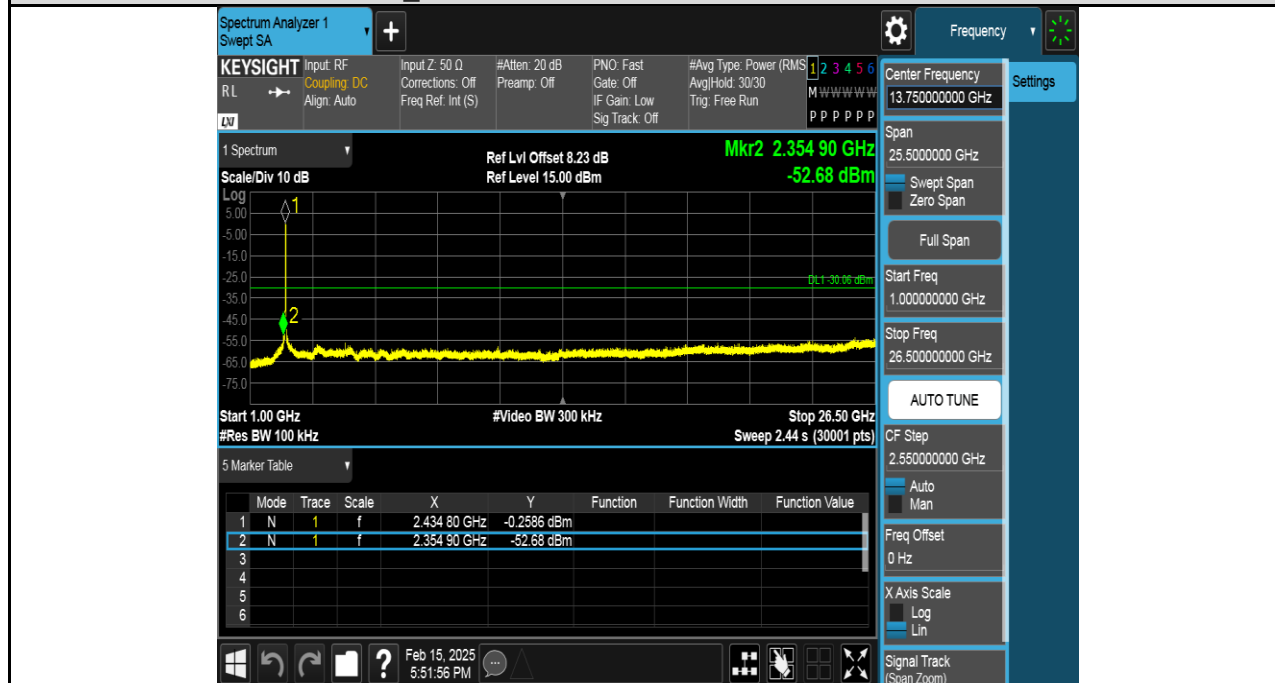 Spectrum Analyzer 1
Swept SA
+
Frequency
KEYSIGHT
RL
LXI
Input: RF
Coupling: DC
Align: Auto
Input Z: 50 Ω
Corrections: Off
Freq Ref: Int (S)
#Atten: 20 dB
Preamp: Off
PNO: Fast
Gate: Off
IF Gain: Low
Sig Track: Off
#Avg Type: Power (RMS
Avg|Hold: 30/30
Trig: Free Run
1 2 3 4 5 6
M W W W W W
P P P P P P
1 Spectrum
Scale/Div 10 dB
Ref Lvl Offset 8.23 dB
Ref Level 15.00 dBm
Mkr2 2.354 90 GHz
-52.68 dBm
Log
5.00
-5.00
-15.0
-25.0
-35.0
-45.0
-55.0
-65.0
-75.0
1
2
DL1 -30.06 dBm
Start 1.00 GHz
#Video BW 300 kHz
Stop 26.50 GHz
#Res BW 100 kHz
Sweep 2.44 s (30001 pts)
5 Marker Table
Mode Trace Scale X Y Function Function Width Function Value
1 N 1 f 2.434 80 GHz -0.2586 dBm
2 N 1 f 2.354 90 GHz -52.68 dBm
3
4
5
6
?
Feb 15, 2025
5:51:56 PM
Center Frequency
13.750000000 GHz
Settings
Span
25.5000000 GHz
Swept Span
Zero Span
Full Span
Start Freq
1.000000000 GHz
Stop Freq
26.500000000 GHz
AUTO TUNE
CF Step
2.550000000 GHz
Auto
Man
Freq Offset
0 Hz
X Axis Scale
Log
Lin
Signal Track
(Span Zoom)